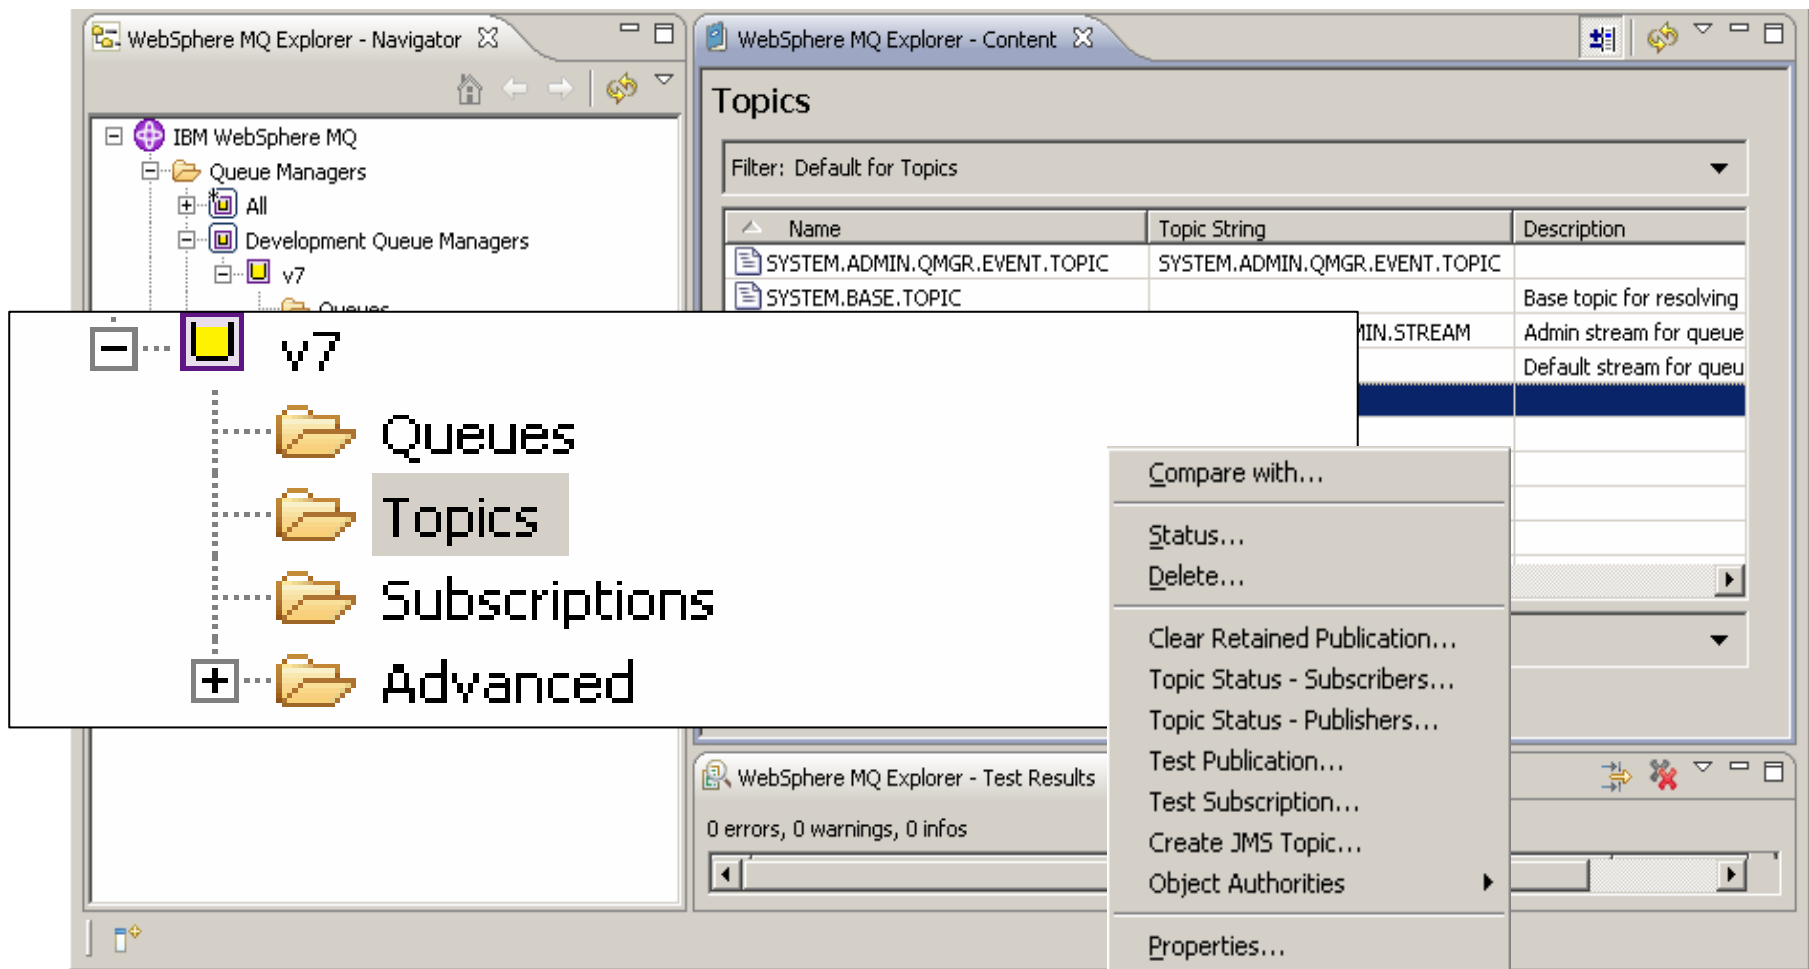 WebSphere MQ Explorer - Navigator
IBM WebSphere MQ
Queue Managers
All
Development Queue Managers
v7
Queues
v7
Queues
Topics
Subscriptions
Advanced
WebSphere MQ Explorer - Content
Topics
Filter: Default for Topics
Name Topic String Description
SYSTEM.ADMIN.QMGR.EVENT.TOPIC SYSTEM.ADMIN.QMGR.EVENT.TOPIC
SYSTEM.BASE.TOPIC Base topic for resolving
MIN.STREAM Admin stream for queue
Default stream for queu
Compare with...
Status...
Delete...
Clear Retained Publication...
Topic Status - Subscribers...
Topic Status - Publishers...
Test Publication...
Test Subscription...
Create JMS Topic...
Object Authorities
Properties...
WebSphere MQ Explorer - Test Results
0 errors, 0 warnings, 0 infos